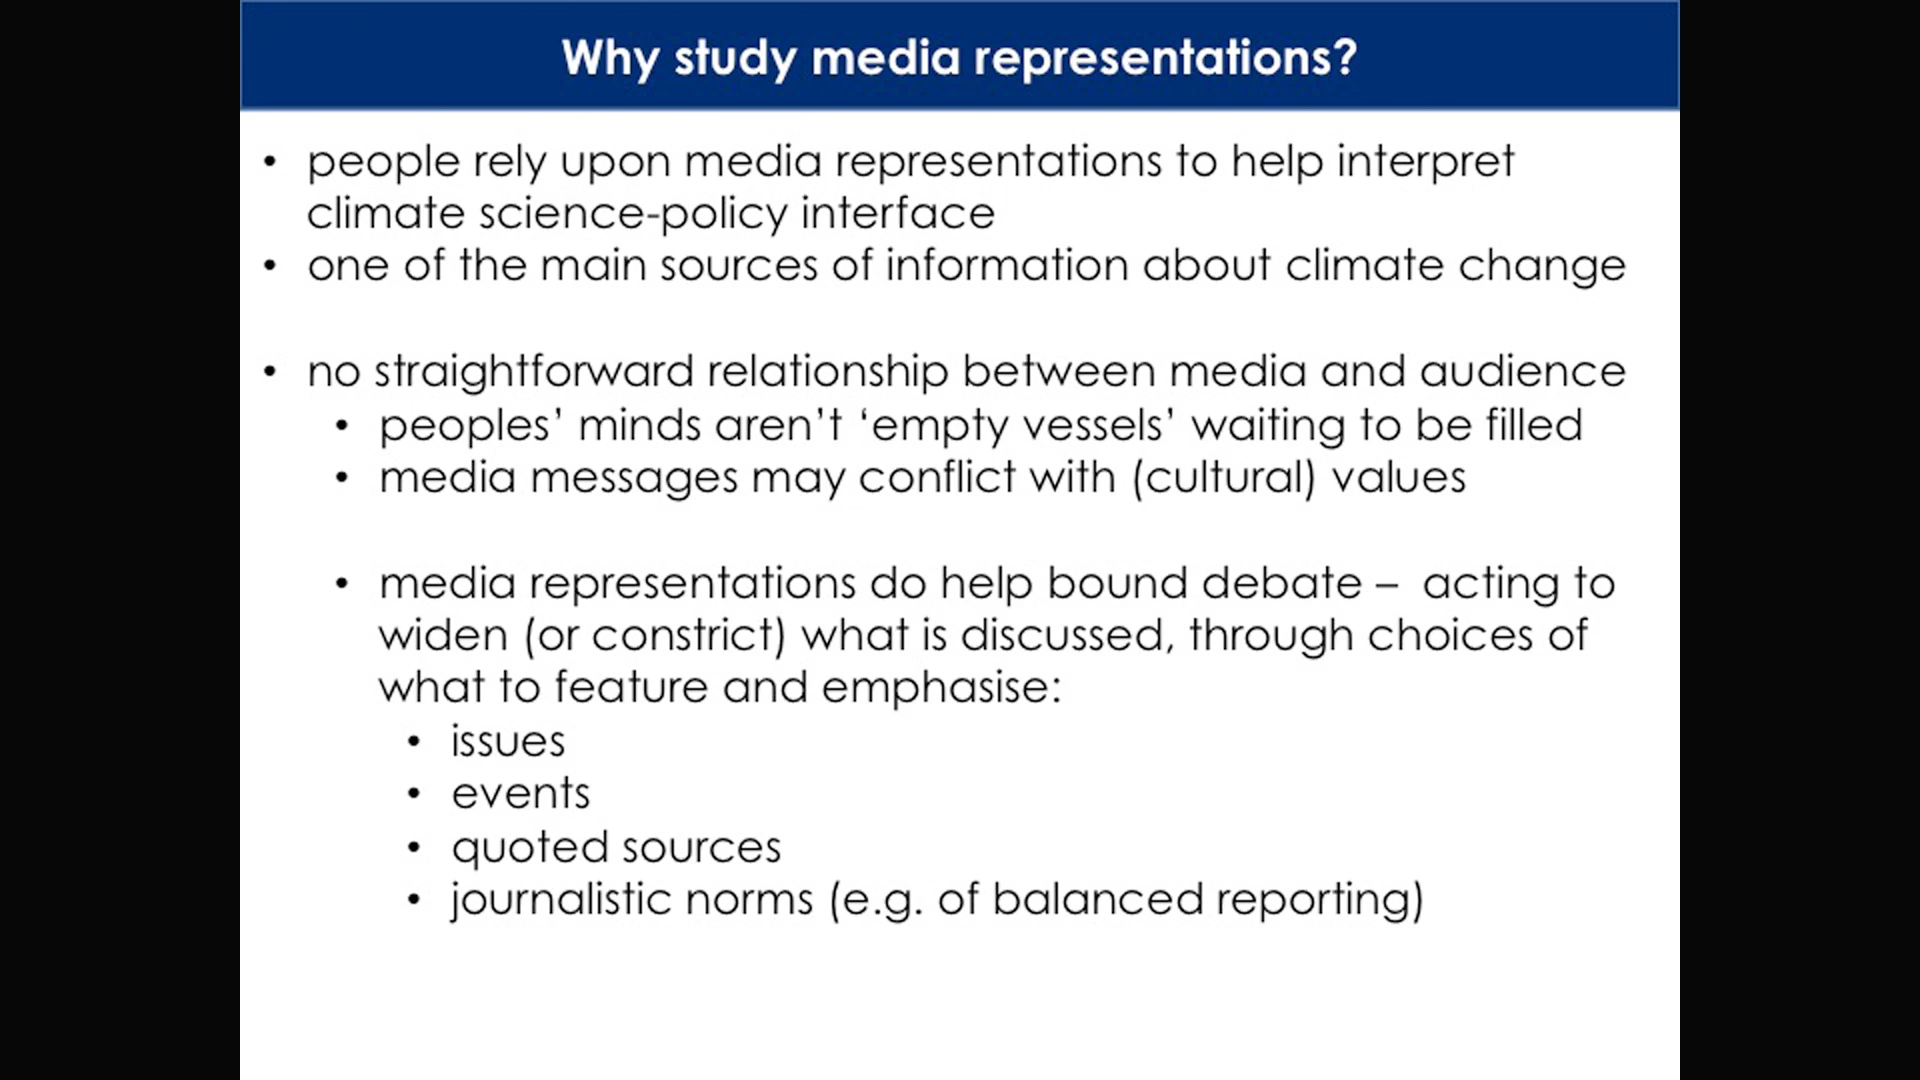 Why study media representations?
• people rely upon media representations to help interpret
climate science-policy interface
• one of the main sources of information about climate change
• no straightforward relationship between media and audience
• peoples’ minds aren’t ‘empty vessels’ waiting to be filled
• media messages may conflict with (cultural) values
• media representations do help bound debate – acting to
widen (or constrict) what is discussed, through choices of
what to feature and emphasise:
• issues
• events
• quoted sources
• journalistic norms (e.g. of balanced reporting)